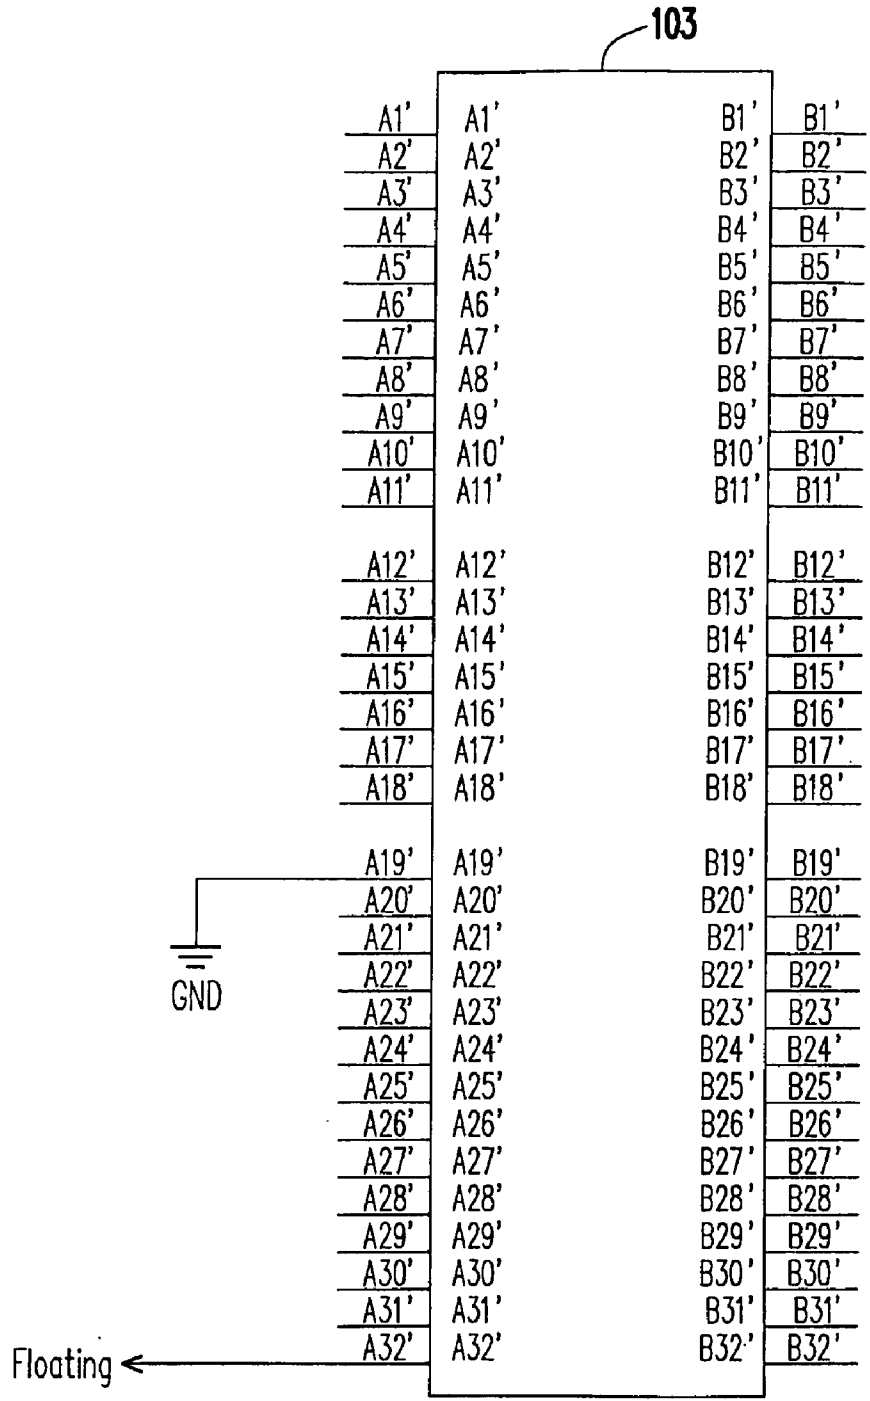 103
A1' A1' B1' B1'
A2' A2' B2' B2'
A3' A3' B3' B3'
A4' A4' B4' B4'
A5' A5' B5' B5'
A6' A6' B6' B6'
A7' A7' B7' B7'
A8' A8' B8' B8'
A9' A9' B9' B9'
A10' A10' B10' B10'
A11' A11' B11' B11'
A12' A12' B12' B12'
A13' A13' B13' B13'
A14' A14' B14' B14'
A15' A15' B15' B15'
A16' A16' B16' B16'
A17' A17' B17' B17'
A18' A18' B18' B18'
A19' A19' B19' B19'
A20' A20' B20' B20'
A21' A21' B21' B21'
A22' A22' B22' B22'
GND
A23' A23' B23' B23'
A24' A24' B24' B24'
A25' A25' B25' B25'
A26' A26' B26' B26'
A27' A27' B27' B27'
A28' A28' B28' B28'
A29' A29' B29' B29'
A30' A30' B30' B30'
A31' A31' B31' B31'
A32' A32' B32' B32'
Floating